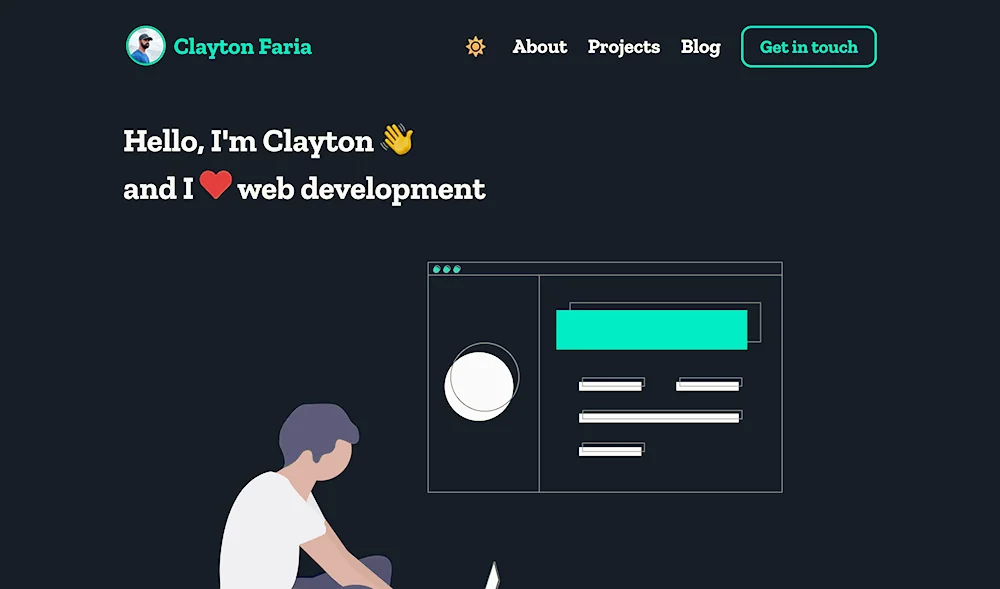 Clayton Faria
About Projects Blog Get in touch
Hello, I'm Clayton 👋
and I ❤️ web development